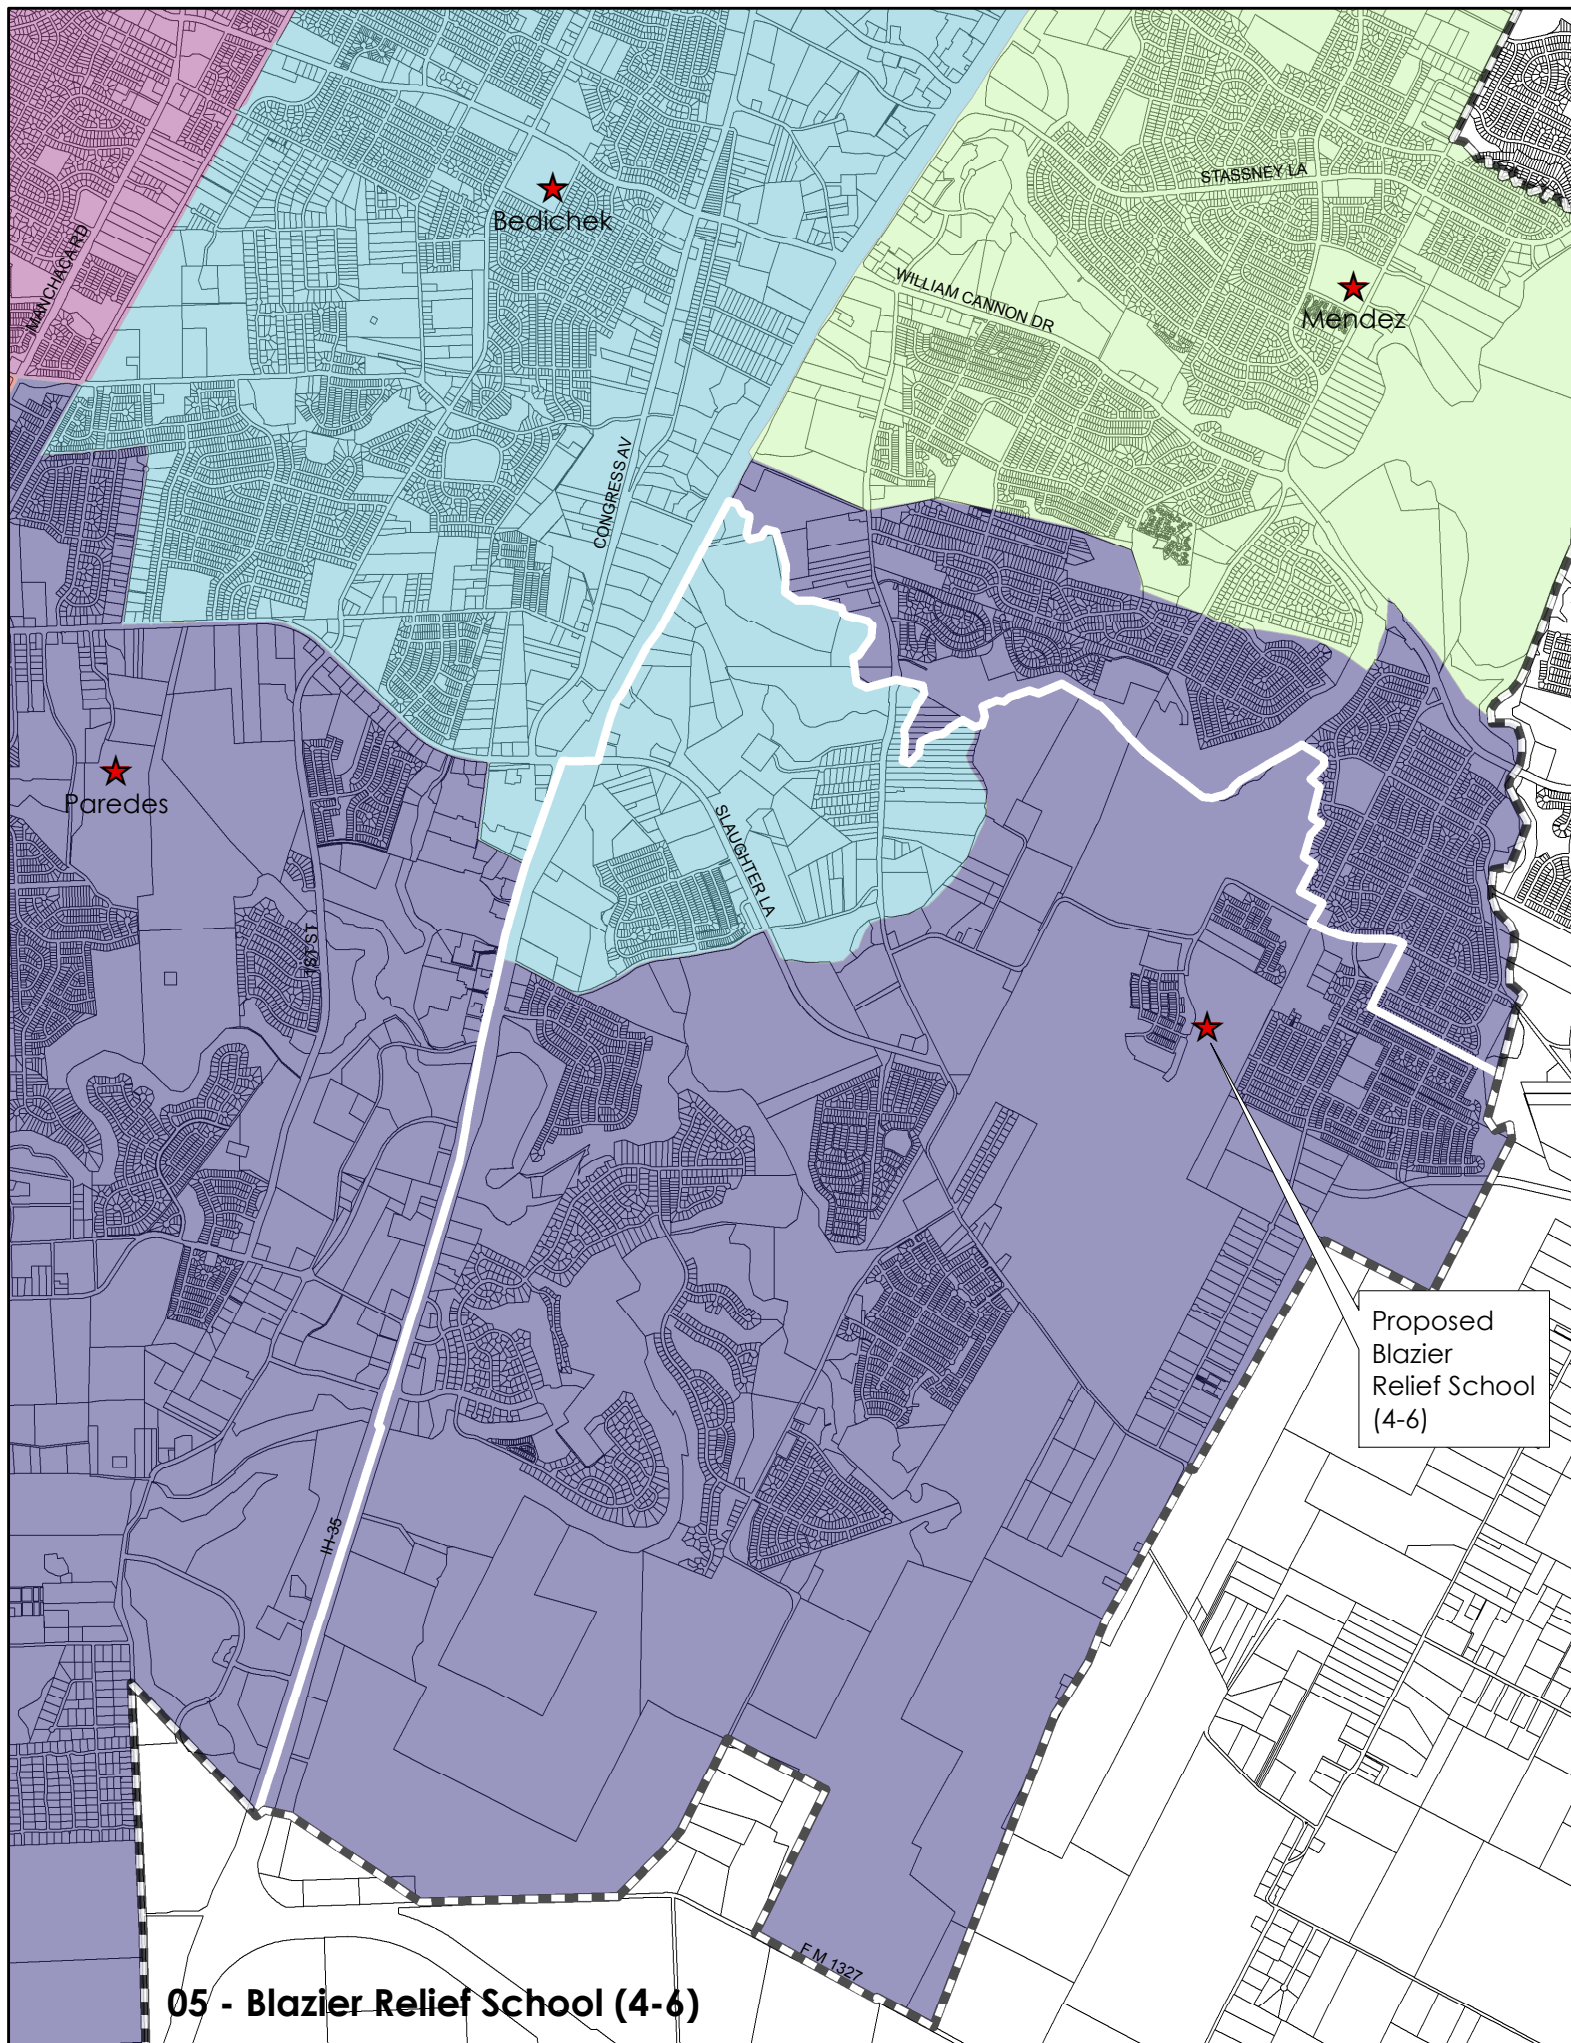 STASSNEY LA
Bedichek
MANCHACA RD
WILLIAM CANNON DR
Mendez
CONGRESS AV
Paredes
SLAUGHTER LA
1ST ST
Proposed
Blazier
Relief School
(4-6)
IH-35
F M 1327
05 - Blazier Relief School (4-6)